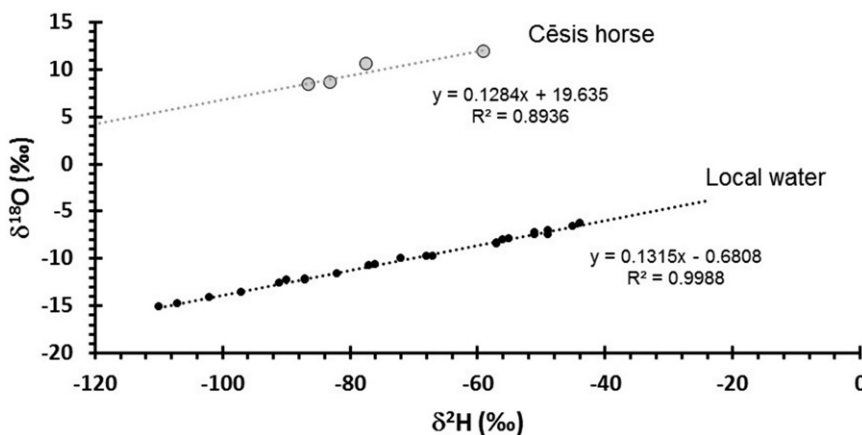 15
10
5
0
-5
-10
-15
-20
δ¹⁸O (‰)
Cēsis horse
y = 0.1284x + 19.635
R² = 0.8936
Local water
y = 0.1315x - 0.6808
R² = 0.9988
-120 -100 -80 -60 -40 -20 0
δ²H (‰)